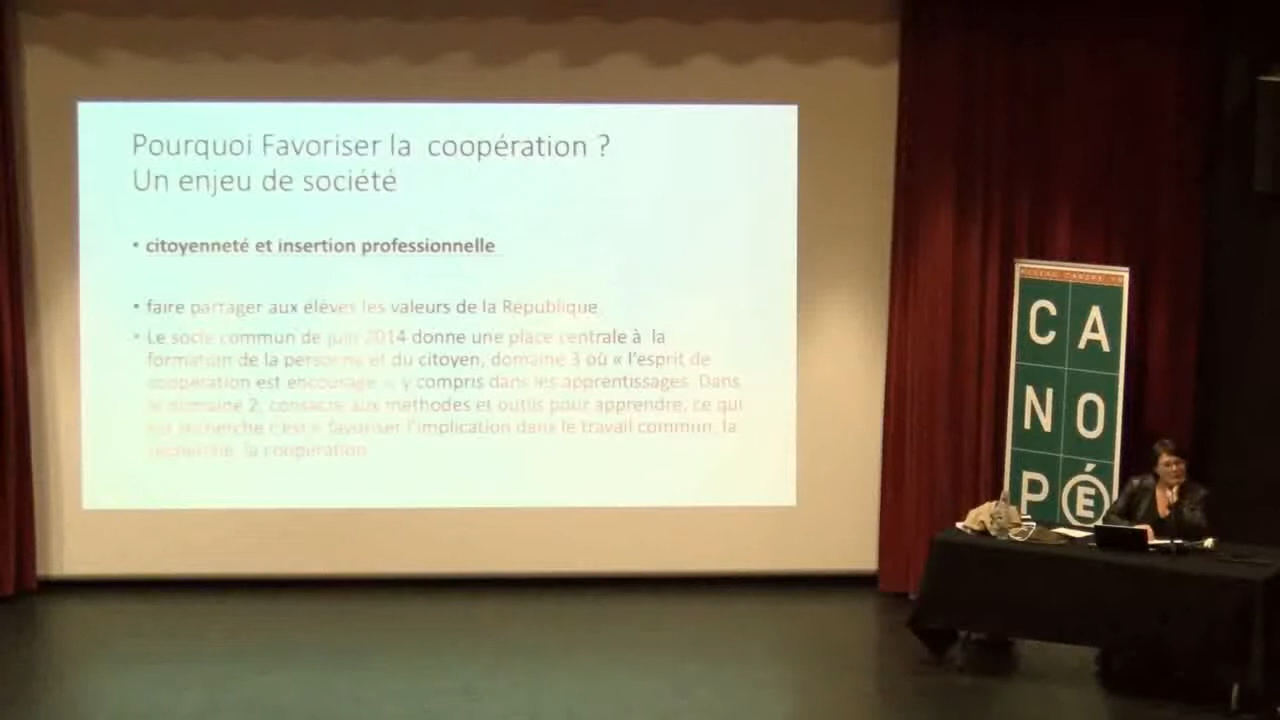 Pourquoi Favoriser la coopération ?
Un enjeu de société
• citoyenneté et insertion professionnelle
• faire partager aux élèves les valeurs de la République
• Le socle commun de juin 2014 donne une place centrale à la
formatoin de la personne et du citoyen, domaine 3 où « l'esprit de
coopération est encouragé », y compris dans les apprentissages. Dans
le domaine 2, consacré aux méthodes et outils pour apprendre, ce qui
est recherché c'est « favoriser l'implication dans le travail commun, la
recherche, la coopération
CA
NO
PÉ